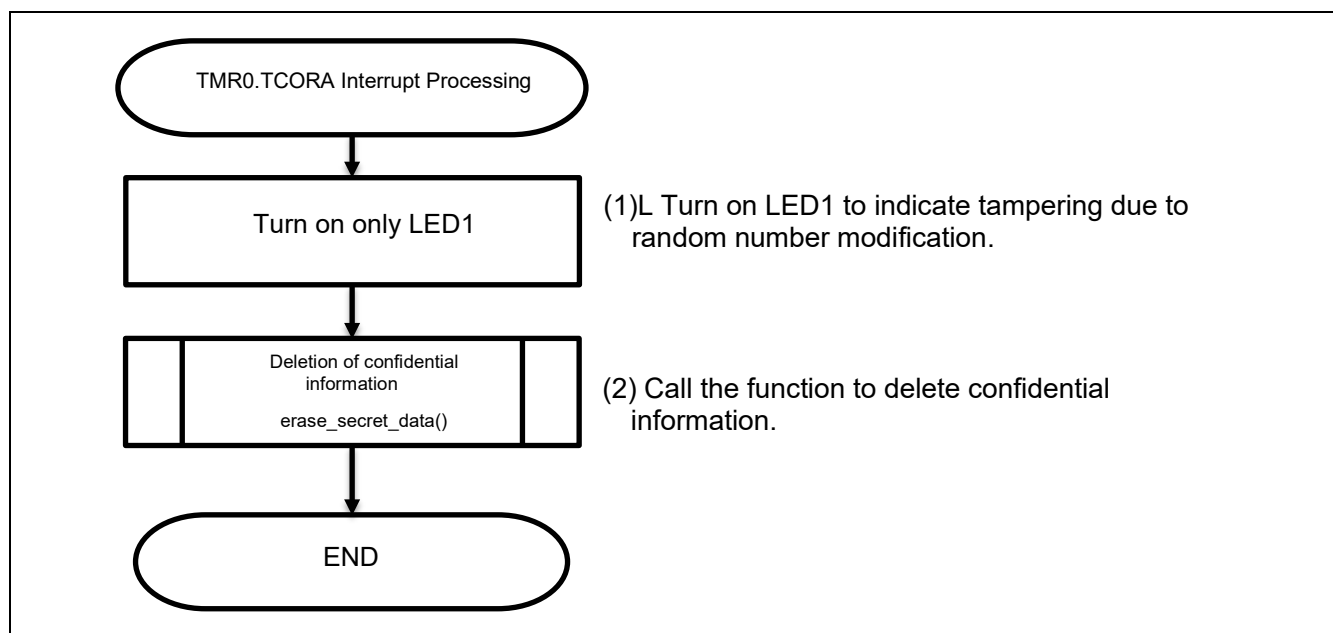 TMR0.TCORA Interrupt Processing
Turn on only LED1
(1)L Turn on LED1 to indicate tampering due to
random number modification.
Deletion of confidential
information
erase_secret_data()
(2) Call the function to delete confidential
information.
END